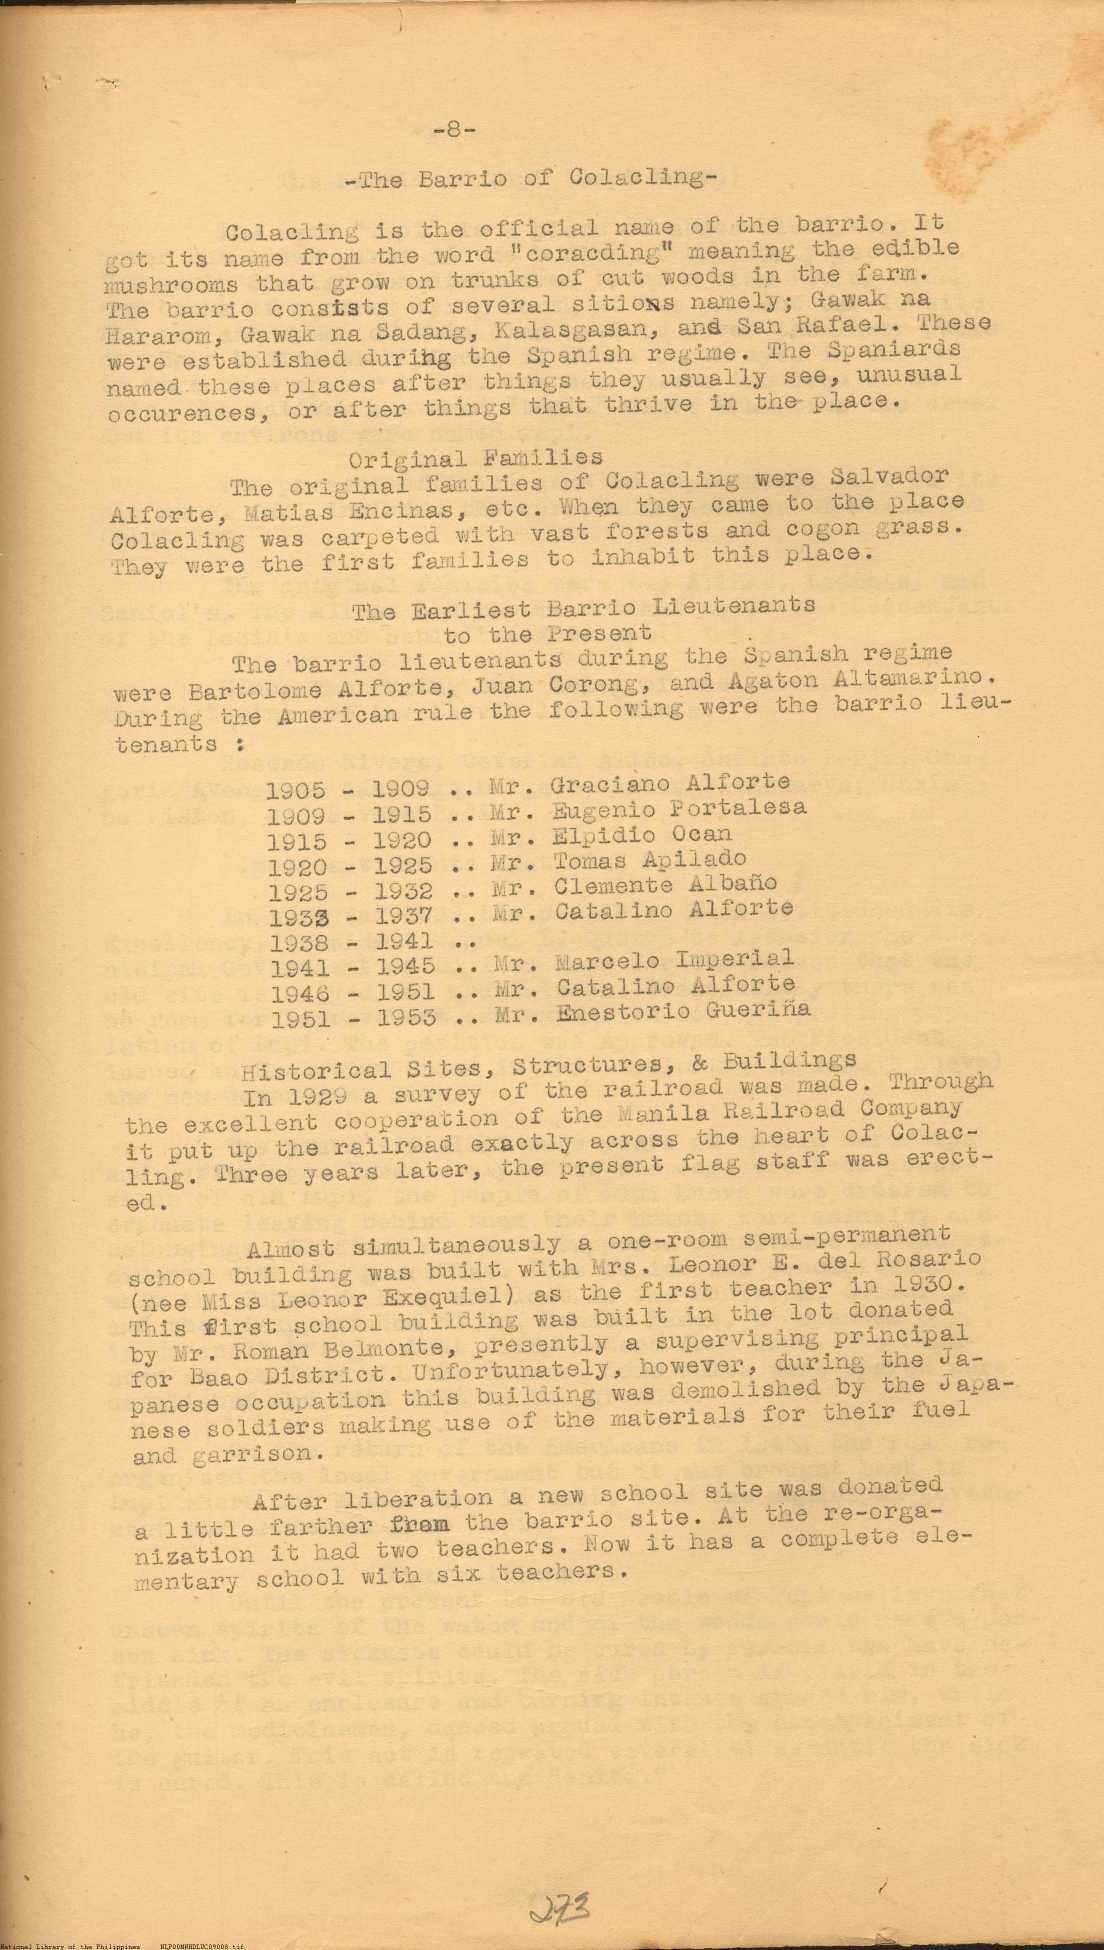 -8-
-The Barrio of Colacling-
Colacling is the official name of the barrio. It
got its name from the word "coracding" meaning the edible
mushrooms that grow on trunks of cut woods in the farm.
The barrio consists of several sitions namely; Gawak na
Hararom, Gawak na Sadang, Kalasgasan, and San Rafael. These
were established during the Spanish regime. The Spaniards
named these places after things they usually see, unusual
occurences, or after things that thrive in the place.
Original Families
The original families of Colacling were Salvador
Alforte, Matias Encinas, etc. When they came to the place
Colacling was carpeted with vast forests and cogon grass.
They were the first families to inhabit this place.
The Earliest Barrio Lieutenants
to the Present
The barrio lieutenants during the Spanish regime
were Bartolome Alforte, Juan Corong, and Agaton Altamarino.
During the American rule the following were the barrio lieu-
tenants :
1905 - 1909 .. Mr. Graciano Alforte
1909 - 1915 .. Mr. Eugenio Portalesa
1915 - 1920 .. Mr. Elpidio Ocan
1920 - 1925 .. Mr. Tomas Apilado
1925 - 1932 .. Mr. Clemente Albaño
1933 - 1937 .. Mr. Catalino Alforte
1938 - 1941 ..
1941 - 1945 .. Mr. Marcelo Imperial
1946 - 1951 .. Mr. Catalino Alforte
1951 - 1953 .. Mr. Enestorio Gueriña
Historical Sites, Structures, & Buildings
In 1929 a survey of the railroad was made. Through
the excellent cooperation of the Manila Railroad Company
it put up the railroad exactly across the heart of Colac-
ling. Three years later, the present flag staff was erect-
ed.
Almost simultaneously a one-room semi-permanent
school building was built with Mrs. Leonor E. del Rosario
(nee Miss Leonor Exequiel) as the first teacher in 1930.
This first school building was built in the lot donated
by Mr. Roman Belmonte, presently a supervising principal
for Baao District. Unfortunately, however, during the Ja-
panese occupation this building was demolished by the Japa-
nese soldiers making use of the materials for their fuel
and garrison.
After liberation a new school site was donated
a little farther from the barrio site. At the re-orga-
nization it had two teachers. Now it has a complete ele-
mentary school with six teachers.
273
National Library of the Philippines NLP00MNHDLUC09008.tif